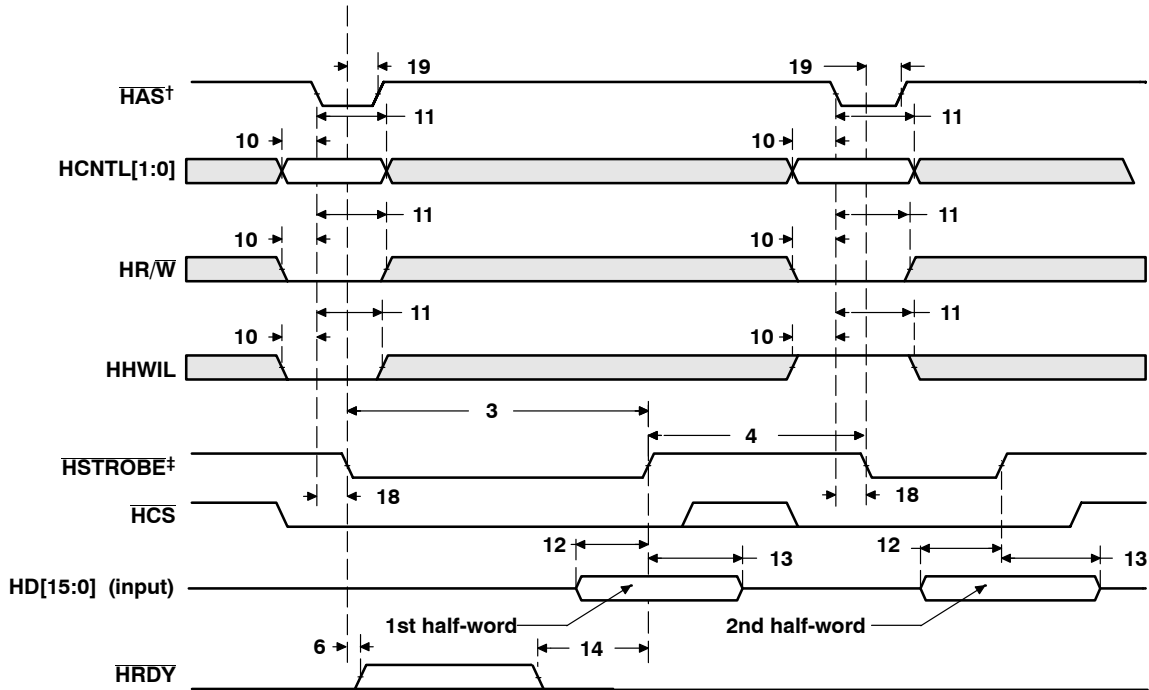 19 19
HAS†
11 11
10 10
HCNTL[1:0]
11 11
10 10
HR/W
11 11
10 10
HHWIL
3
4
HSTROBE‡
18 18
HCS
12 12
13 13
HD[15:0] (input)
1st half-word 2nd half-word
6 14
HRDY